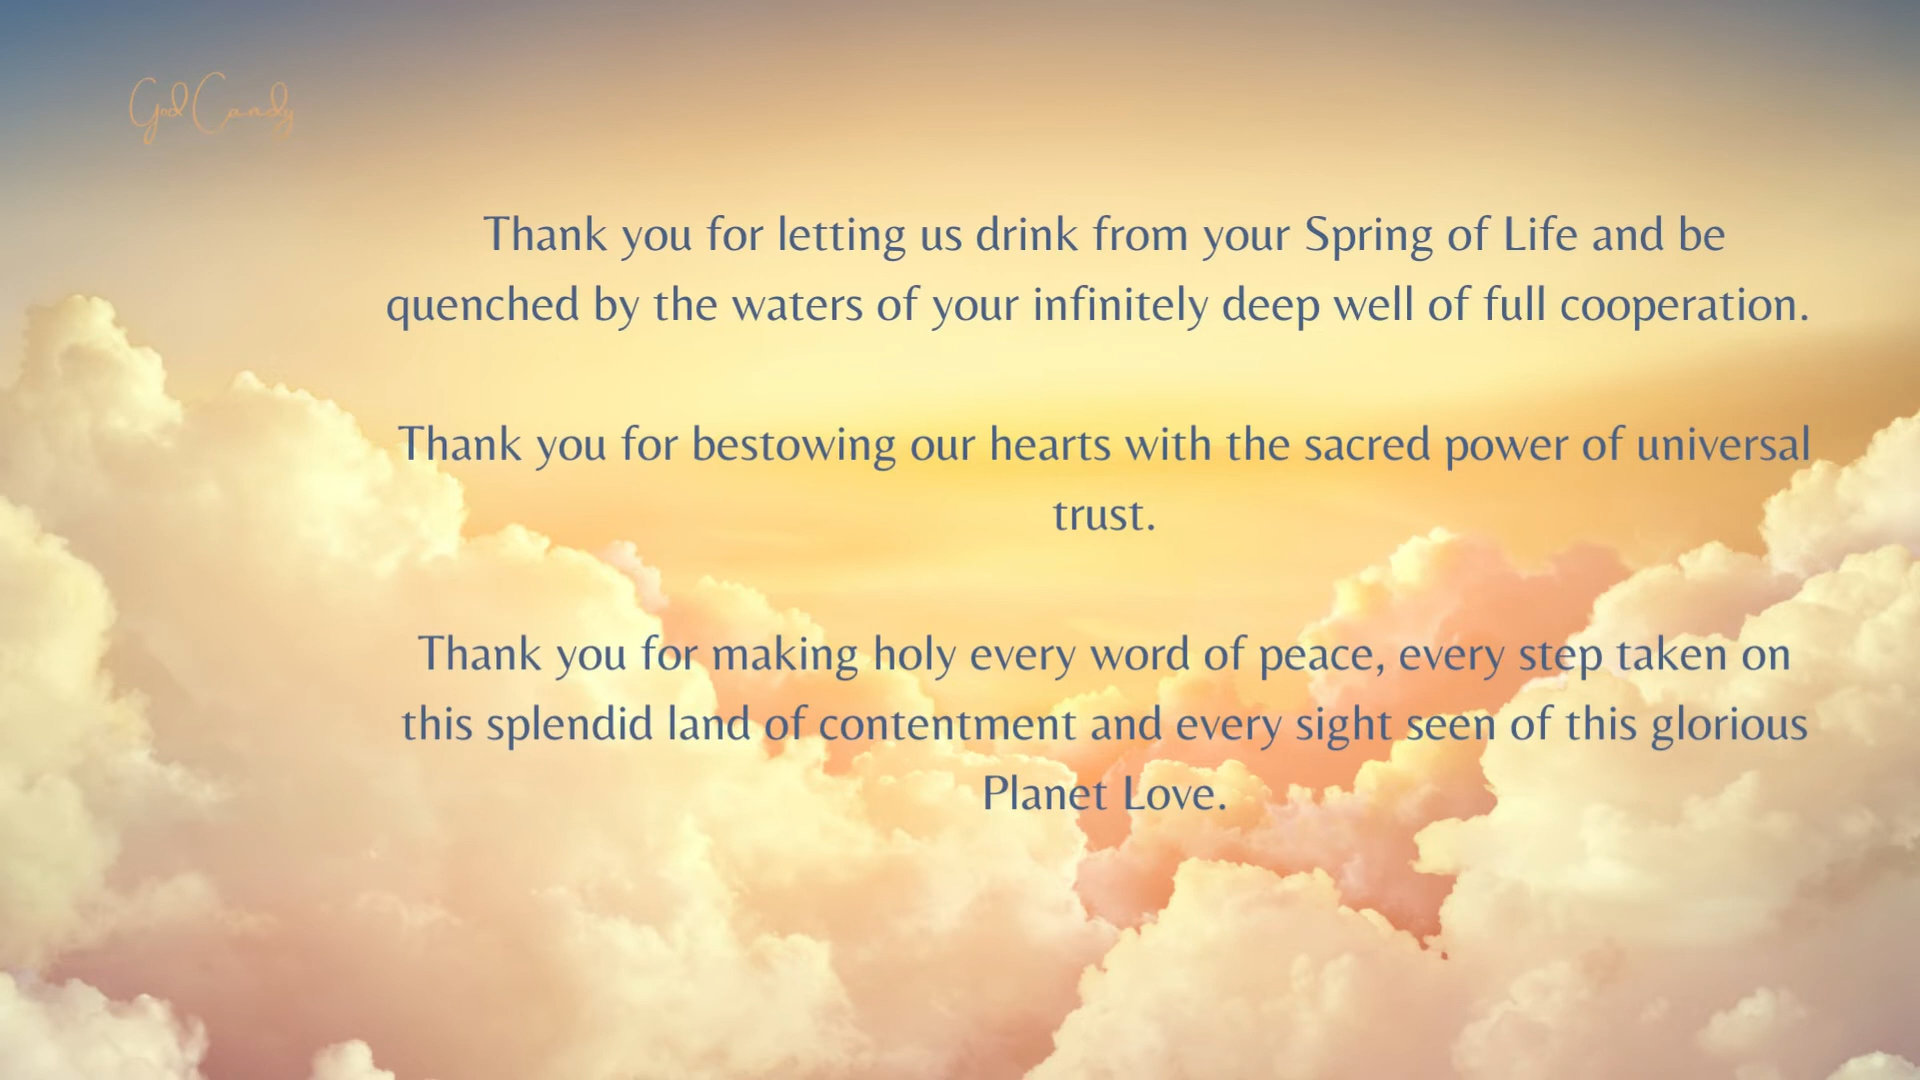 God Candy
Thank you for letting us drink from your Spring of Life and be
quenched by the waters of your infinitely deep well of full cooperation.
Thank you for bestowing our hearts with the sacred power of universal
trust.
Thank you for making holy every word of peace, every step taken on
this splendid land of contentment and every sight seen of this glorious
Planet Love.